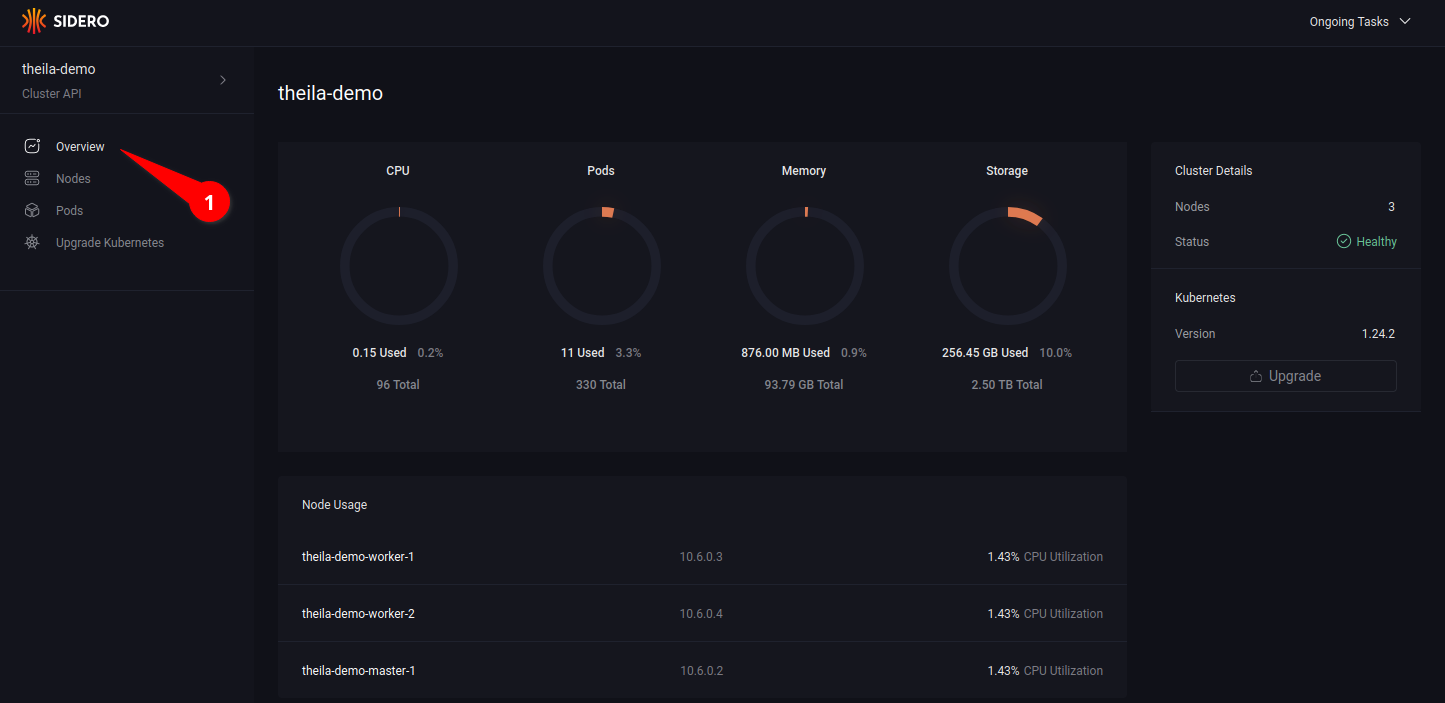 SIDERO
Ongoing Tasks
theila-demo
Cluster API
Overview
Nodes
Pods
Upgrade Kubernetes
1
theila-demo
CPU
0.15 Used 0.2%
96 Total
Pods
11 Used 3.3%
330 Total
Memory
876.00 MB Used 0.9%
93.79 GB Total
Storage
256.45 GB Used 10.0%
2.50 TB Total
Cluster Details
Nodes 3
Status Healthy
Kubernetes
Version 1.24.2
Upgrade
Node Usage
theila-demo-worker-1 10.6.0.3 1.43% CPU Utilization
theila-demo-worker-2 10.6.0.4 1.43% CPU Utilization
theila-demo-master-1 10.6.0.2 1.43% CPU Utilization